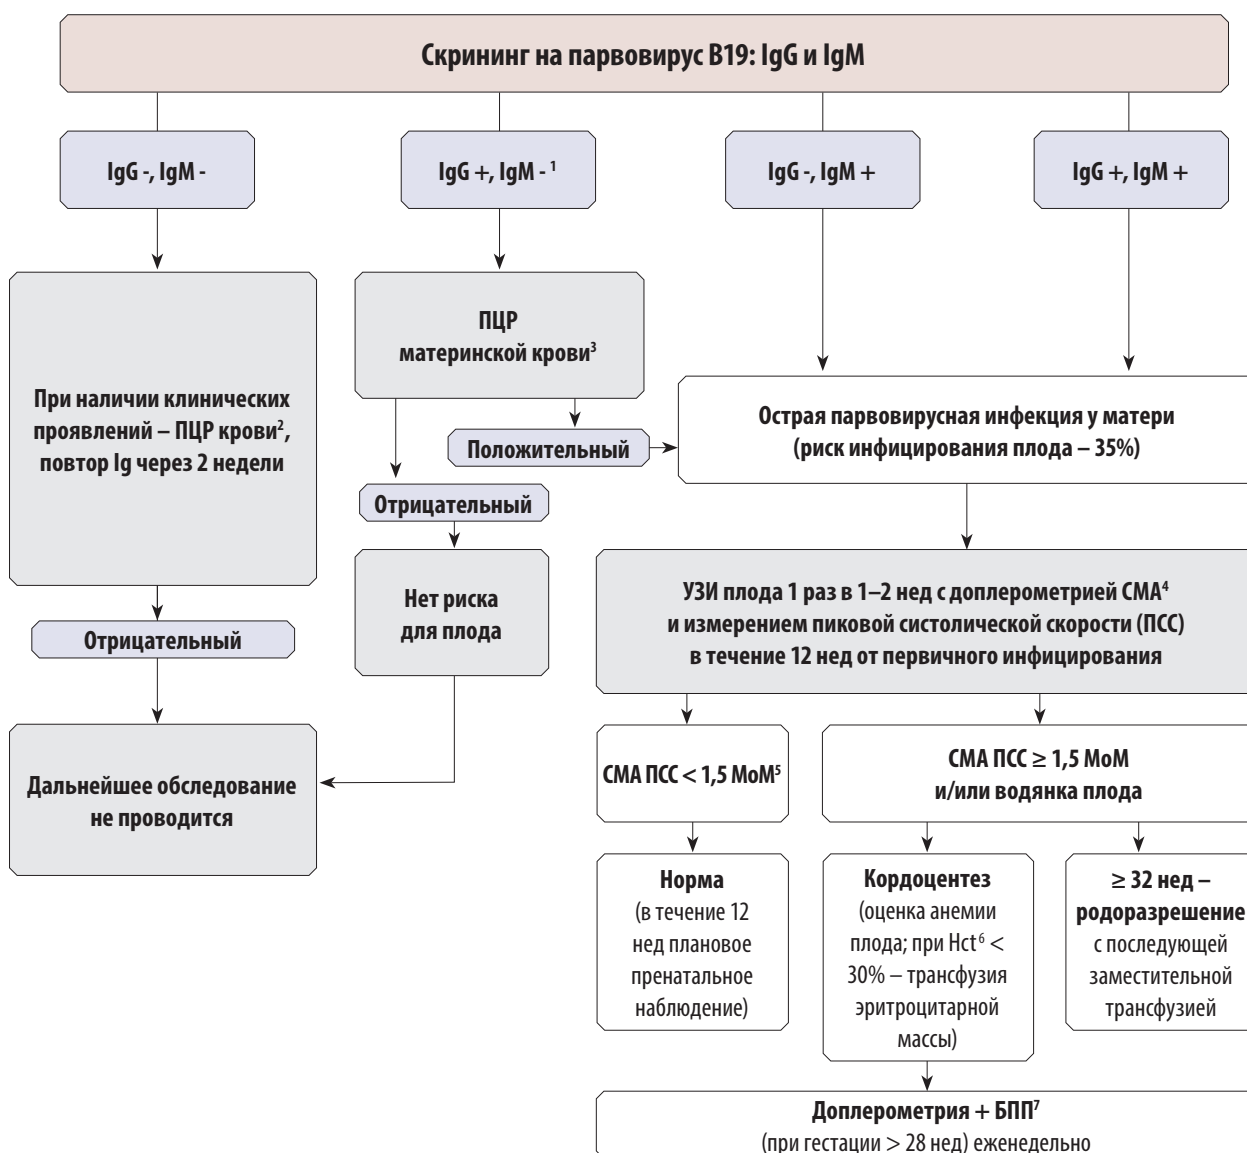 Скрининг на парвовирус B19: IgG и IgM
IgG -, IgM -
IgG +, IgM - ¹
IgG -, IgM +
IgG +, IgM +
При наличии клинических
проявлений – ПЦР крови²,
повтор Ig через 2 недели
ПЦР
материнской крови³
Острая парвовирусная инфекция у матери
(риск инфицирования плода – 35%)
Положительный
Отрицательный
Нет риска
для плода
УЗИ плода 1 раз в 1–2 нед с доплерометрией СМА⁴
и измерением пиковой систолической скорости (ПСС)
в течение 12 нед от первичного инфицирования
Отрицательный
Дальнейшее обследование
не проводится
СМА ПСС < 1,5 МоМ⁵
СМА ПСС ≥ 1,5 МоМ
и/или водянка плода
Норма
(в течение 12
нед плановое
пренатальное
наблюдение)
Кордоцентез
(оценка анемии
плода; при Hct⁶ <
30% – трансфузия
эритроцитарной
массы)
≥ 32 нед –
родоразрешение
с последующей
заместительной
трансфузией
Доплерометрия + БПП⁷
(при гестации > 28 нед) еженедельно